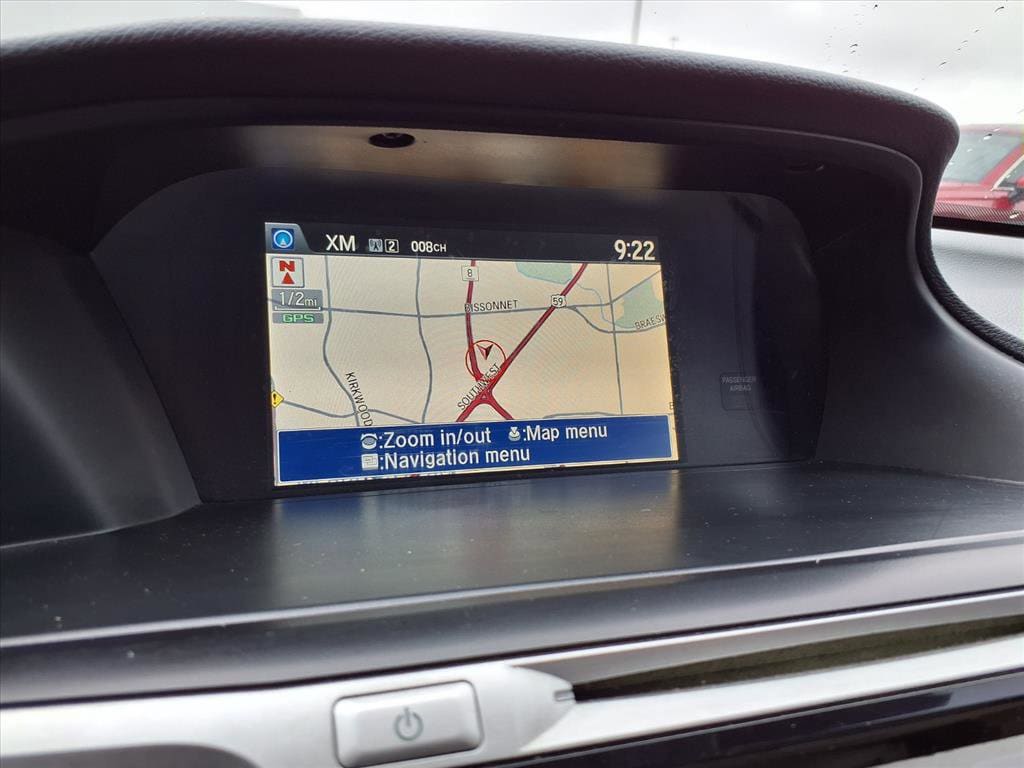 XM 2 008CH 9:22
N
1/2mi
GPS
8
BISSONNET
59
BRAESW
KIRKWOOD
SOUTHWEST
:Zoom in/out :Map menu
:Navigation menu
PASSENGER
AIRBAG